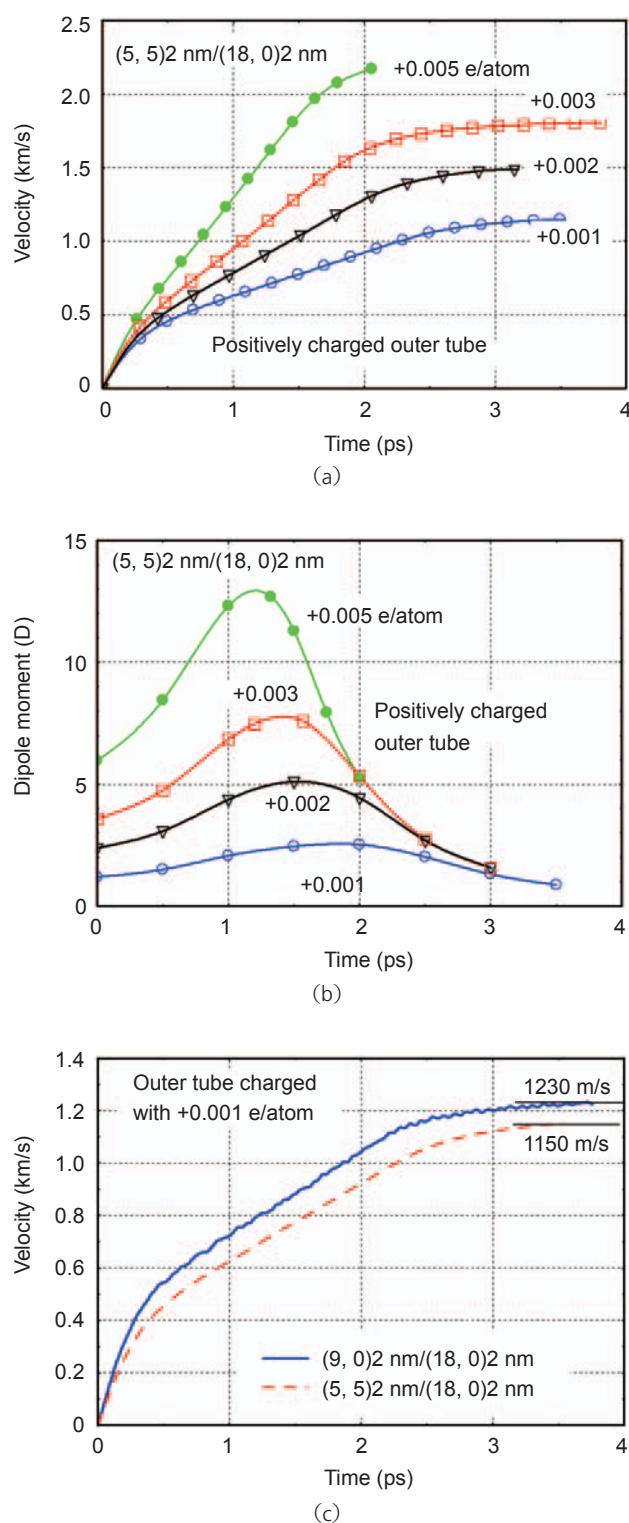 2.5
(5, 5)2 nm/(18, 0)2 nm
+0.005 e/atom
2.0
+0.003
1.5
+0.002
+0.001
1.0
0.5
Positively charged outer tube
0
Velocity (km/s)
0 1 2 3 4
Time (ps)
(a)
15
(5, 5)2 nm/(18, 0)2 nm
+0.005 e/atom
10
+0.003
Positively charged
outer tube
5
+0.002
+0.001
0
Dipole moment (D)
0 1 2 3 4
Time (ps)
(b)
1.4
Outer tube charged
with +0.001 e/atom
1230 m/s
1.2
1150 m/s
1.0
0.8
0.6
0.4
(9, 0)2 nm/(18, 0)2 nm
0.2
(5, 5)2 nm/(18, 0)2 nm
0
Velocity (km/s)
0 1 2 3 4
Time (ps)
(c)